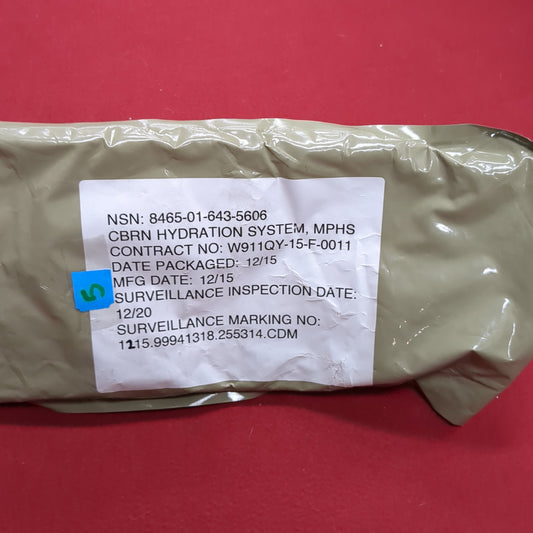 NSN: 8465-01-643-5606
CBRN HYDRATION SYSTEM, MPHS
CONTRACT NO: W911QY-15-F-0011
DATE PACKAGED: 12/15
MFG DATE: 12/15
SURVEILLANCE INSPECTION DATE:
12/20
SURVEILLANCE MARKING NO:
1215.99941318.255314.CDM
5